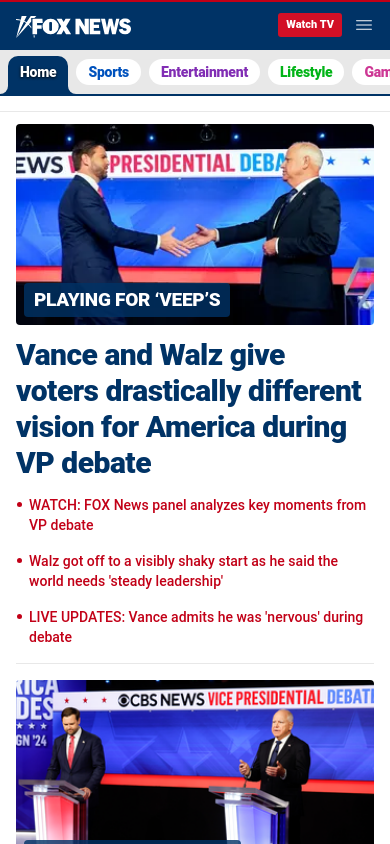 FOX NEWS
Watch TV
Home
Sports
Entertainment
Lifestyle
Gam
EWS VICE PRESIDENTIAL DEBA
PLAYING FOR ‘VEEP’S
Vance and Walz give
voters drastically different
vision for America during
VP debate
• WATCH: FOX News panel analyzes key moments from
VP debate
• Walz got off to a visibly shaky start as he said the
world needs 'steady leadership'
• LIVE UPDATES: Vance admits he was 'nervous' during
debate
RICA
DES
GN '24
CBS NEWS VICE PRESIDENTIAL DEBATE